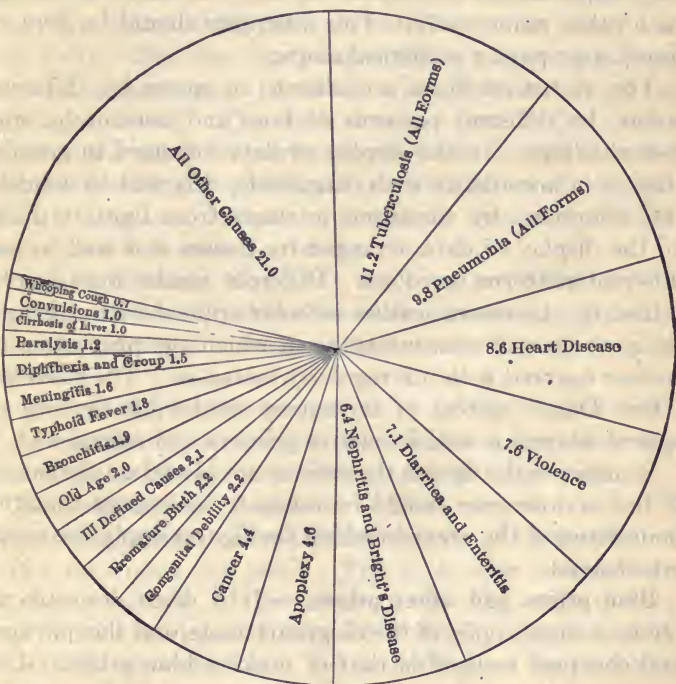 11.2 Tuberculosis (All Forms)
9.8 Pneumonia (All Forms)
8.6 Heart Disease
7.5 Violence
7.1 Diarrhea and Enteritis
6.4 Nephritis and Bright's Disease
Apoplexy 4.6
Cancer 4.4
Congenital Debility 2.2
Premature Birth 2.2
Ill Defined Causes 2.1
Old Age 2.0
Bronchitis 1.9
Typhoid Fever 1.8
Meningitis 1.6
Diphtheria and Croup 1.5
Paralysis 1.2
Cirrhosis of Liver 1.0
Convulsions 1.0
Whooping Cough 0.7
All Other Causes 21.0